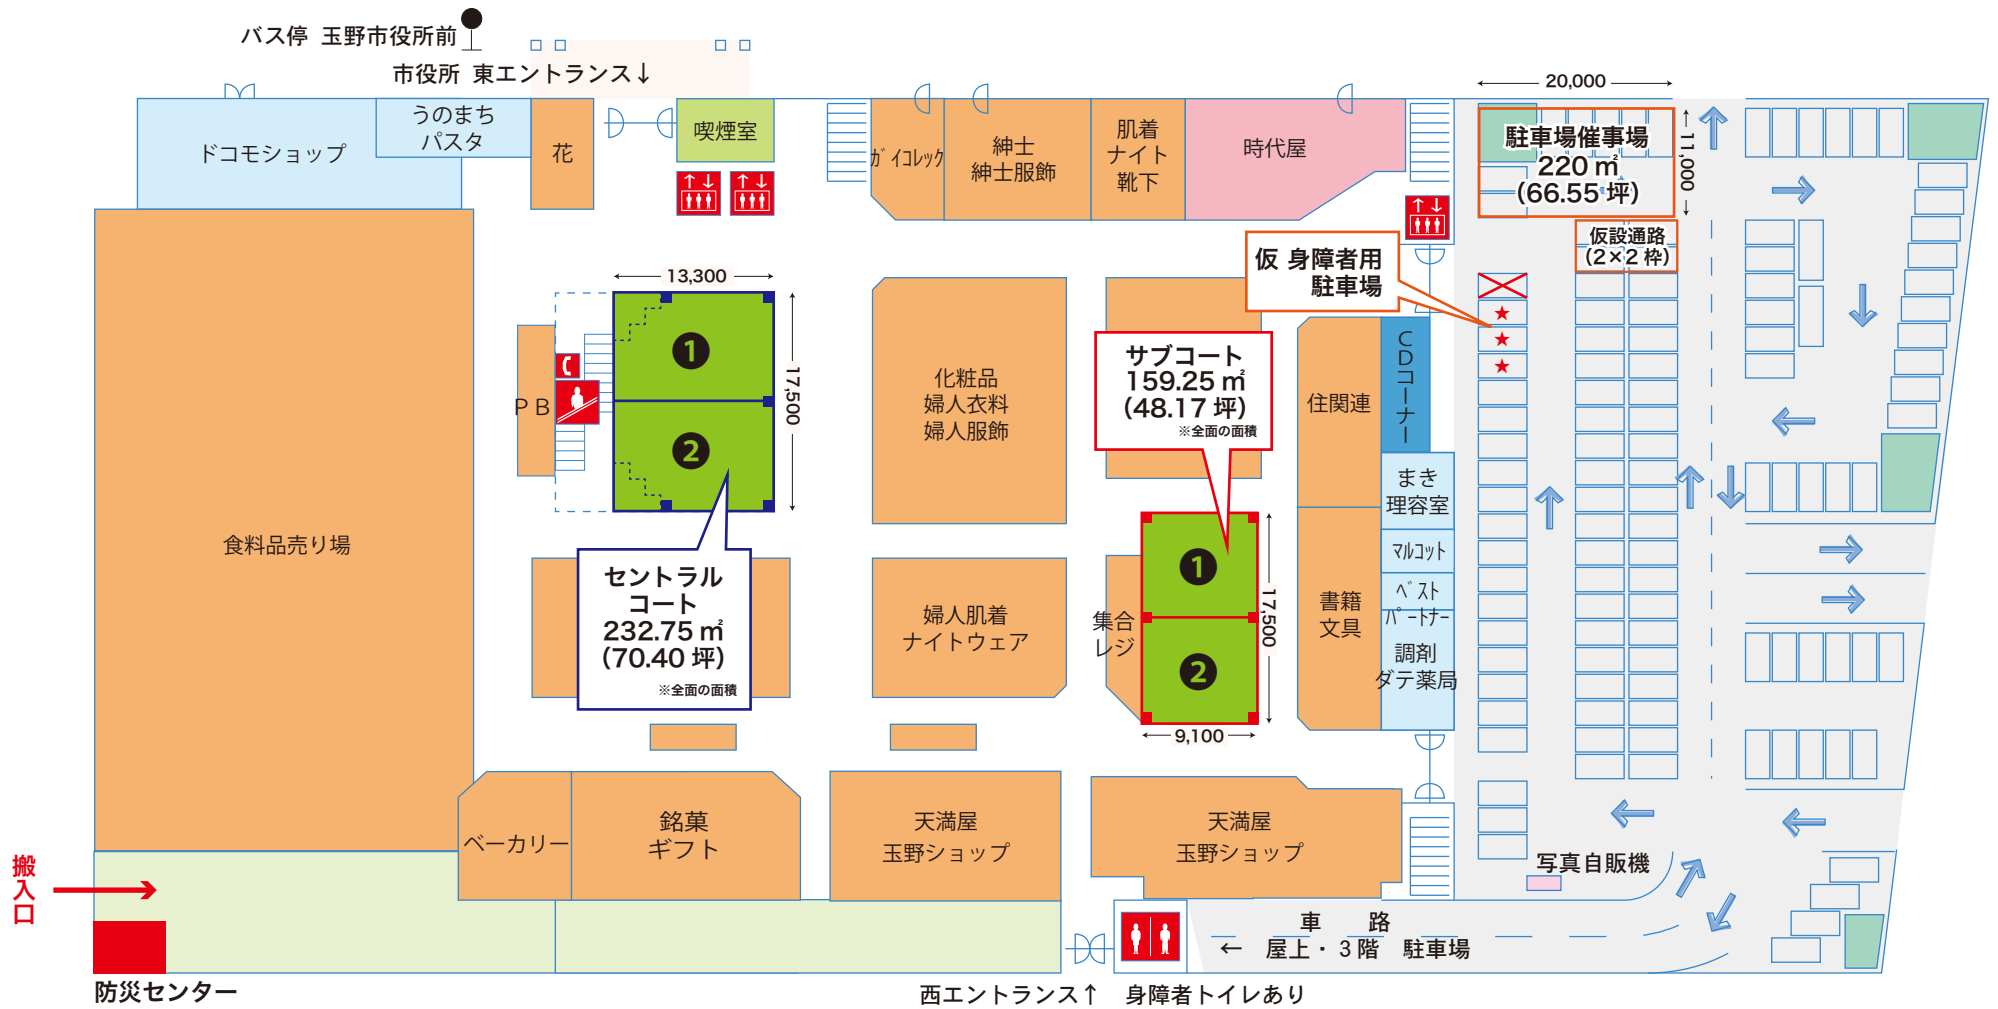 バス停 玉野市役所前
市役所 東エントランス↓
ドコモショップ
うのまち
パスタ
花
喫煙室
ガイコレック
紳士
紳士服飾
肌着
ナイト
靴下
時代屋
20,000
11,000
駐車場催事場
220㎡
(66.55坪)
仮設通路
(2×2枠)
仮 身障者用
駐車場
13,300
17,500
1
2
PB
化粧品
婦人衣料
婦人服飾
サブコート
159.25㎡
(48.17坪)
※全面の面積
住関連
CDコーナー
まき
理容室
マルコット
ベスト
パートナー
調剤
ダテ薬局
書籍
文具
食料品売り場
セントラル
コート
232.75㎡
(70.40坪)
※全面の面積
婦人肌着
ナイトウェア
集合
レジ
1
2
17,500
9,100
ベーカリー
銘菓
ギフト
天満屋
玉野ショップ
天満屋
玉野ショップ
写真自販機
搬入口
防災センター
車 路
← 屋上・3階 駐車場
西エントランス↑
身障者トイレあり